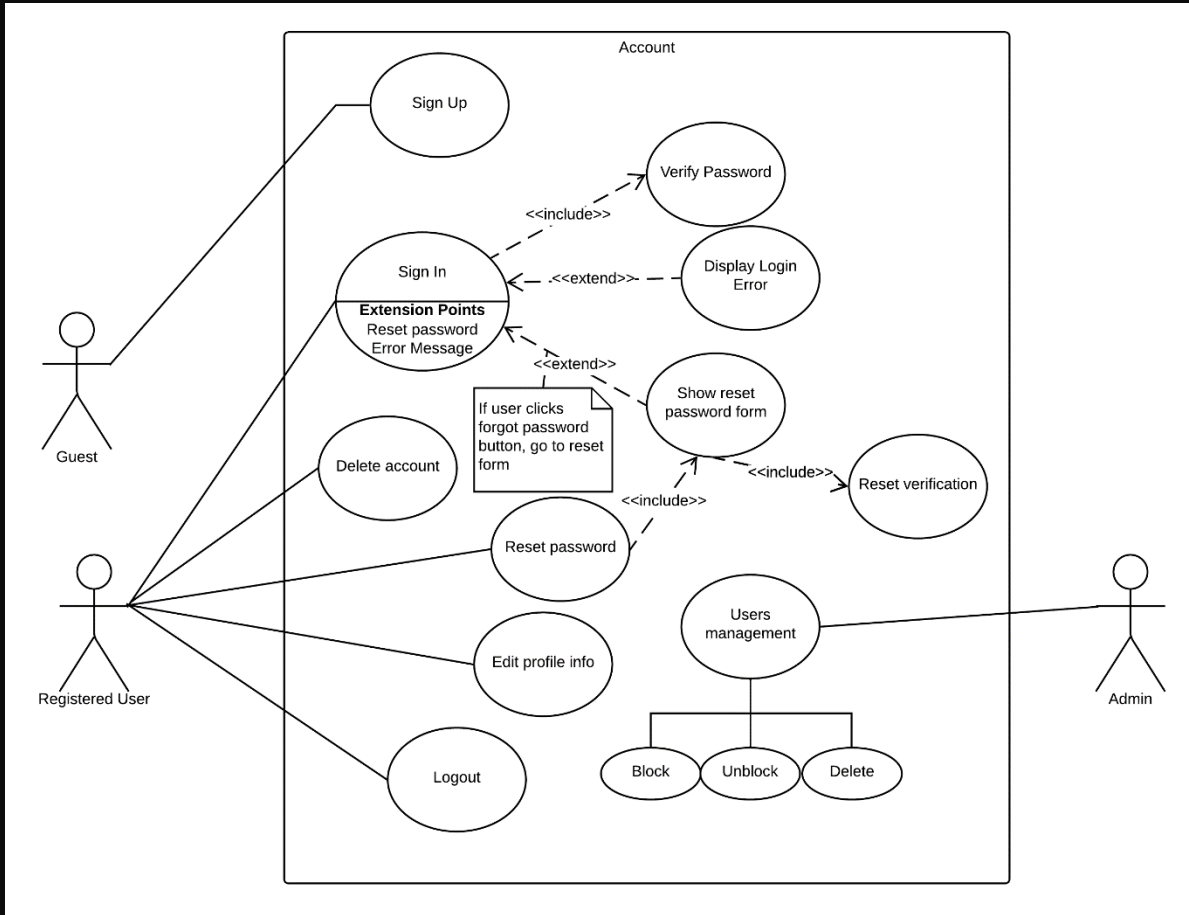 Account
Sign Up
Verify Password
<<include>>
Sign In
Display Login
Error
<<extend>>
Extension Points
Reset password
Error Message
<<extend>>
Show reset
password form
If user clicks
forgot password
button, go to reset
form
Guest
Delete account
<<include>>
Reset verification
<<include>>
Reset password
Users
management
Edit profile info
Registered User
Admin
Logout
Block
Unblock
Delete